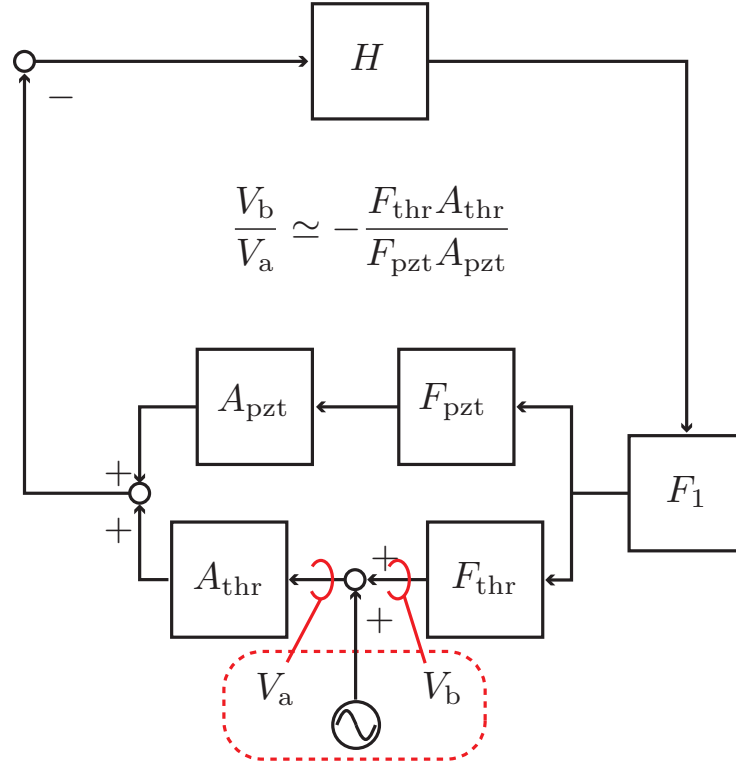 H
−
V_b / V_a ≃ − F_thr A_thr / F_pzt A_pzt
A_pzt
F_pzt
+
F_1
+
A_thr
+
F_thr
+
V_a
V_b